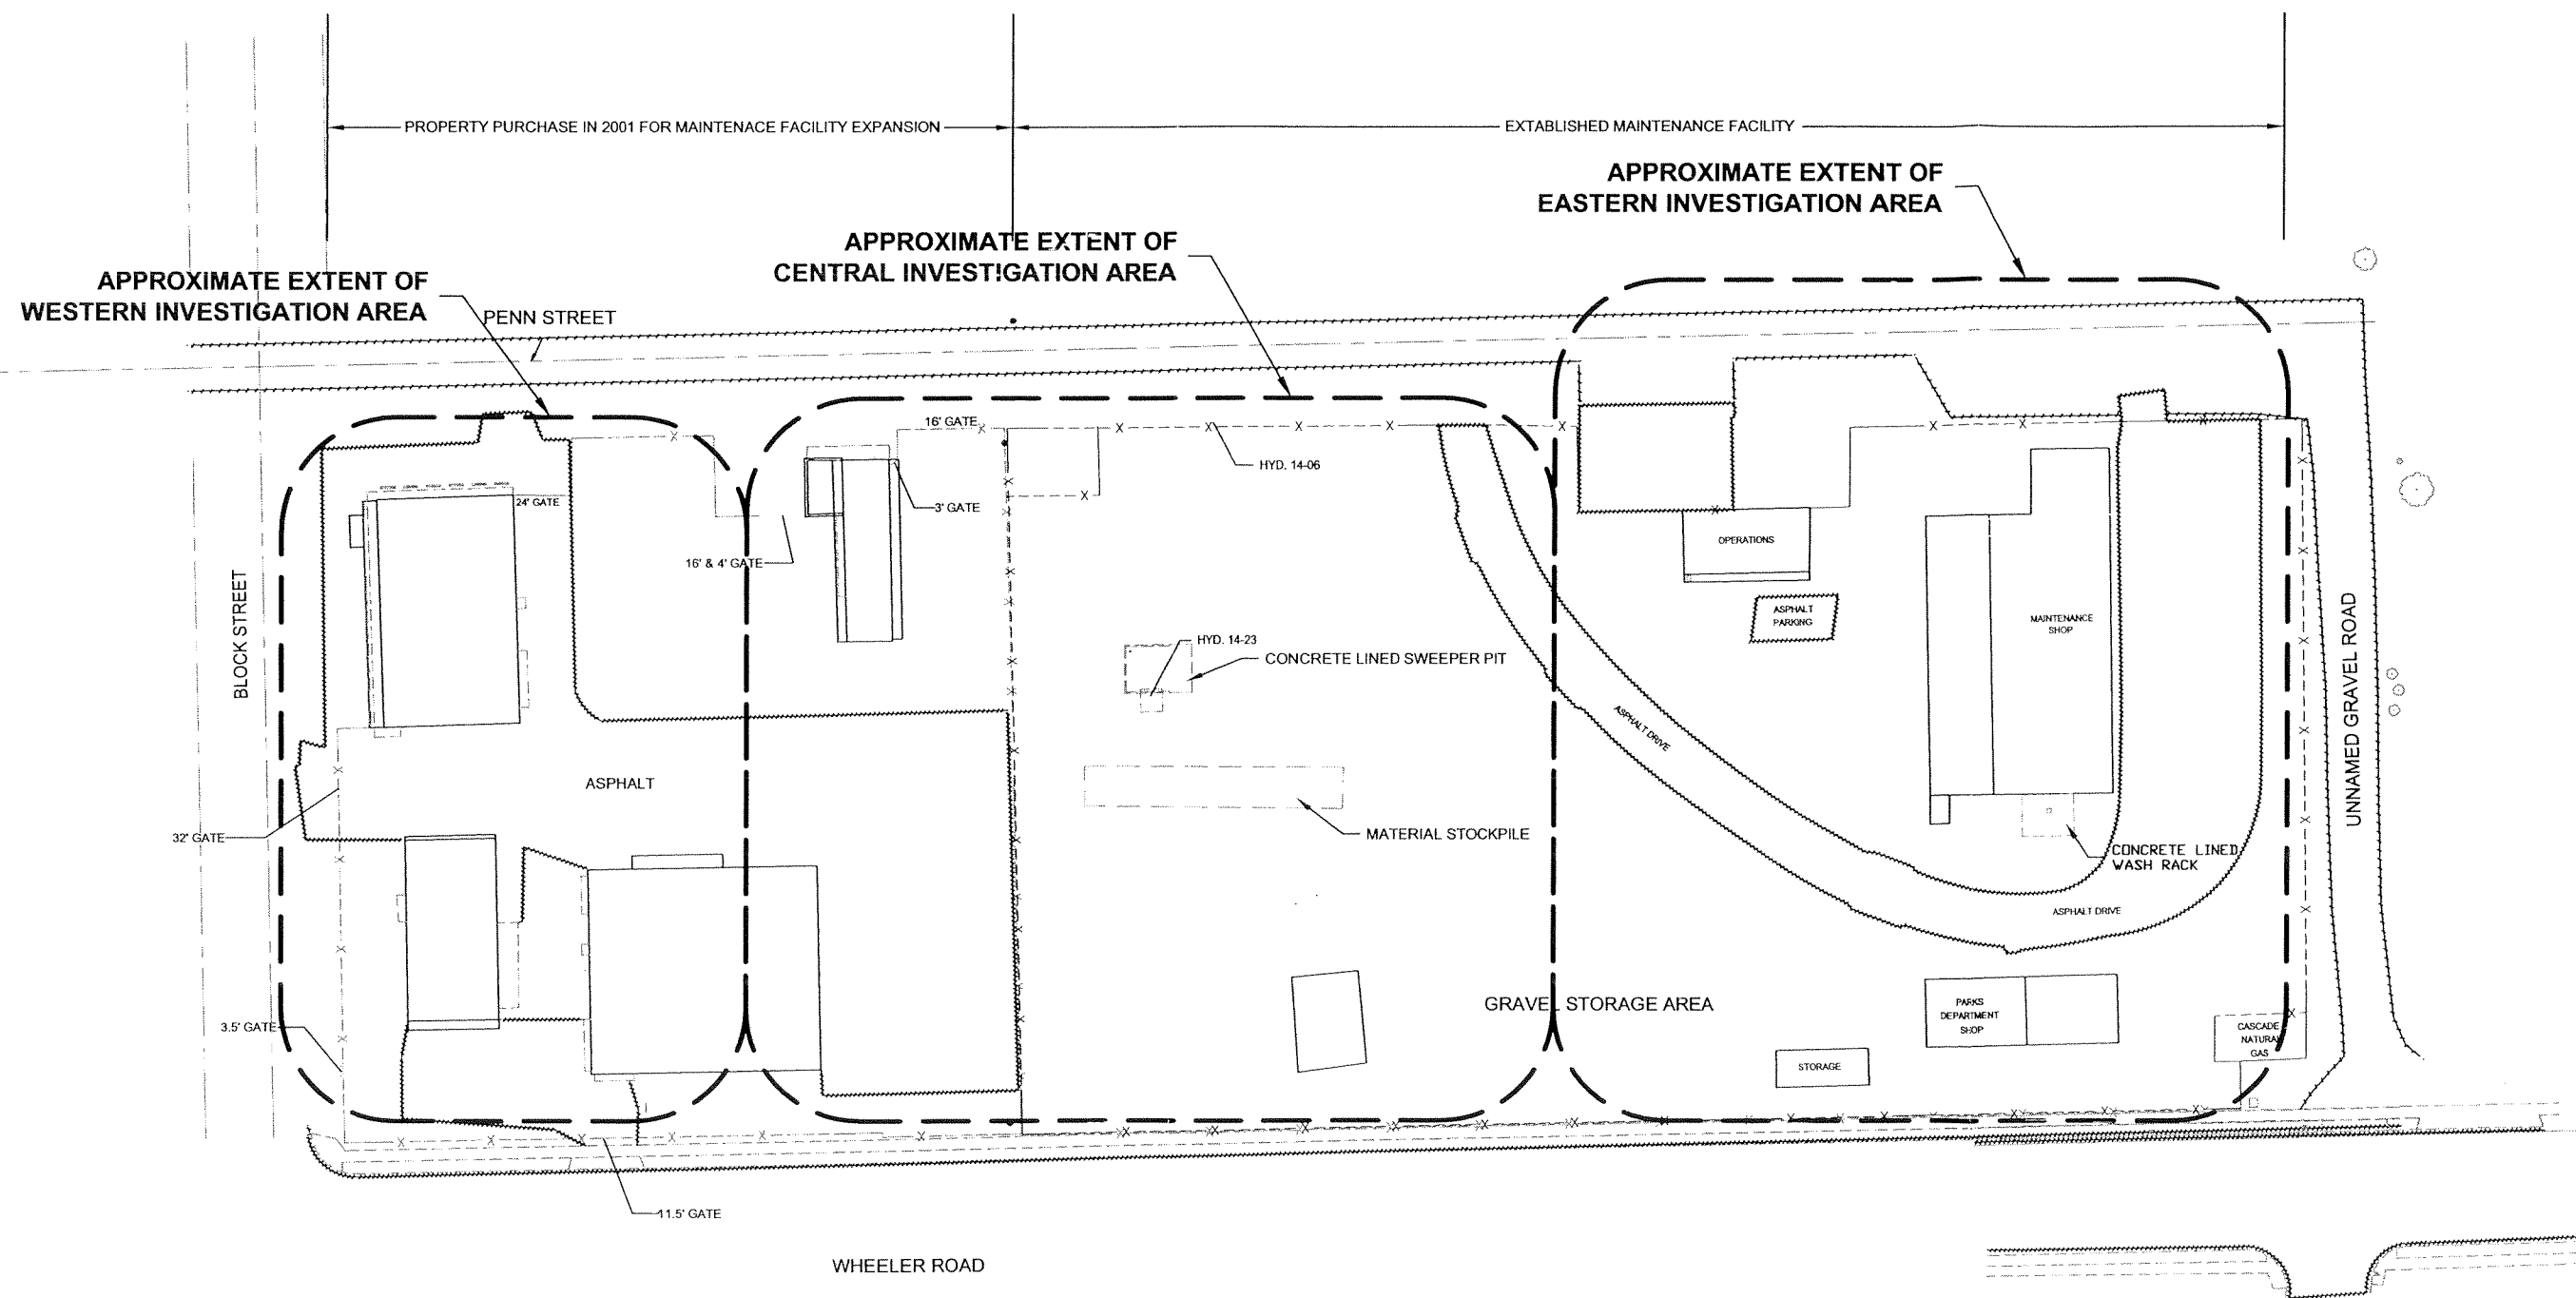 PROPERTY PURCHASE IN 2001 FOR MAINTENACE FACILITY EXPANSION
EXTABLISHED MAINTENANCE FACILITY
APPROXIMATE EXTENT OF
EASTERN INVESTIGATION AREA
APPROXIMATE EXTENT OF
CENTRAL INVESTIGATION AREA
APPROXIMATE EXTENT OF
WESTERN INVESTIGATION AREA
PENN STREET
16' GATE
HYD. 14-06
24' GATE
3' GATE
16' & 4' GATE
OPERATIONS
ASPHALT
PARKING
MAINTENANCE
SHOP
BLOCK STREET
HYD. 14-23
CONCRETE LINED SWEEPER PIT
UNNAMED GRAVEL ROAD
ASPHALT DRIVE
ASPHALT
MATERIAL STOCKPILE
32' GATE
CONCRETE LINED
WASH RACK
ASPHALT DRIVE
GRAVEL STORAGE AREA
PARKS
DEPARTMENT
SHOP
3.5' GATE
CASCADE
NATURAL
GAS
STORAGE
11.5' GATE
WHEELER ROAD